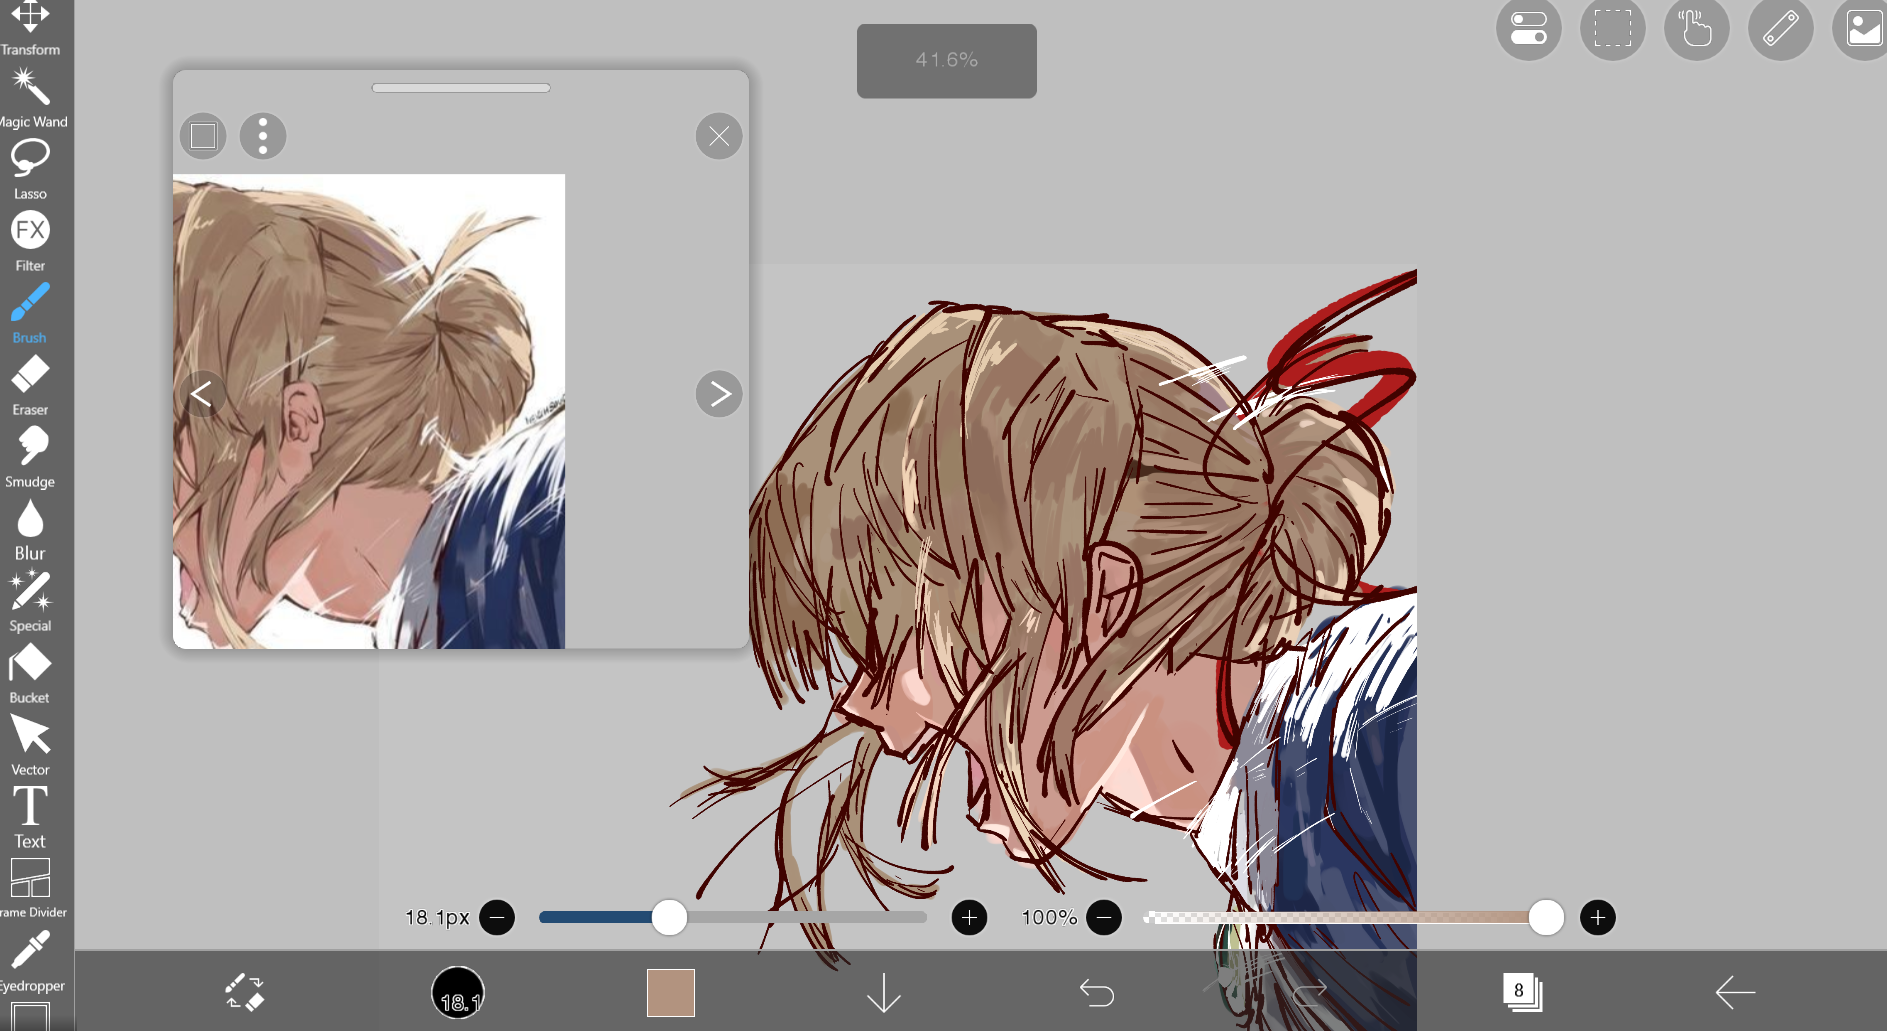 41.6%
Transform
Magic Wand
Lasso
FX
Filter
Brush
Eraser
Smudge
Blur
Special
Bucket
Vector
T
Text
rame Divider
Eyedropper
18.1px
100%
18.1
8